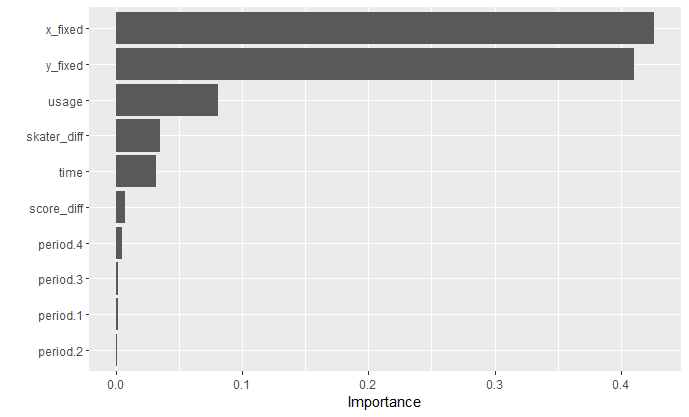 x_fixed
y_fixed
usage
skater_diff
time
score_diff
period.4
period.3
period.1
period.2
0.0 0.1 0.2 0.3 0.4
Importance